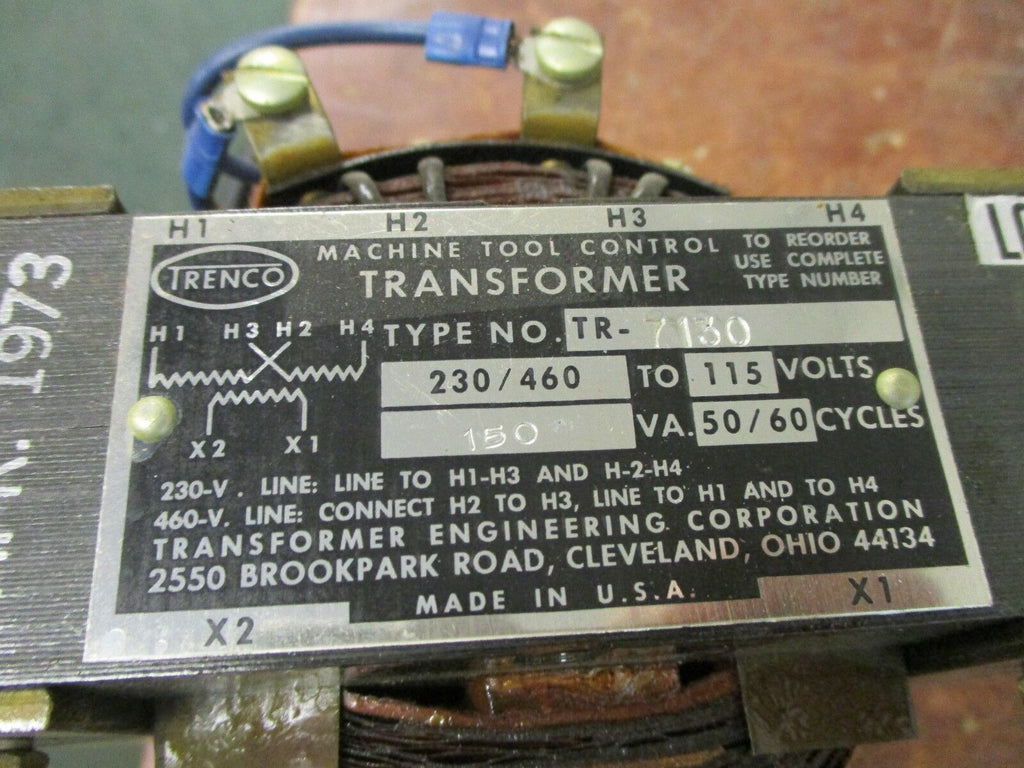 H1 H2 H3 H4
TRENCO
MACHINE TOOL CONTROL
TRANSFORMER
TO REORDER
USE COMPLETE
TYPE NUMBER
H1 H3 H2 H4
X2 X1
TYPE NO. TR-7130
230/460 TO 115 VOLTS
150 VA. 50/60 CYCLES
230-V. LINE: LINE TO H1-H3 AND H-2-H4
460-V. LINE: CONNECT H2 TO H3, LINE TO H1 AND TO H4
TRANSFORMER ENGINEERING CORPORATION
2550 BROOKPARK ROAD, CLEVELAND, OHIO 44134
MADE IN U.S.A.
X2 X1
1973